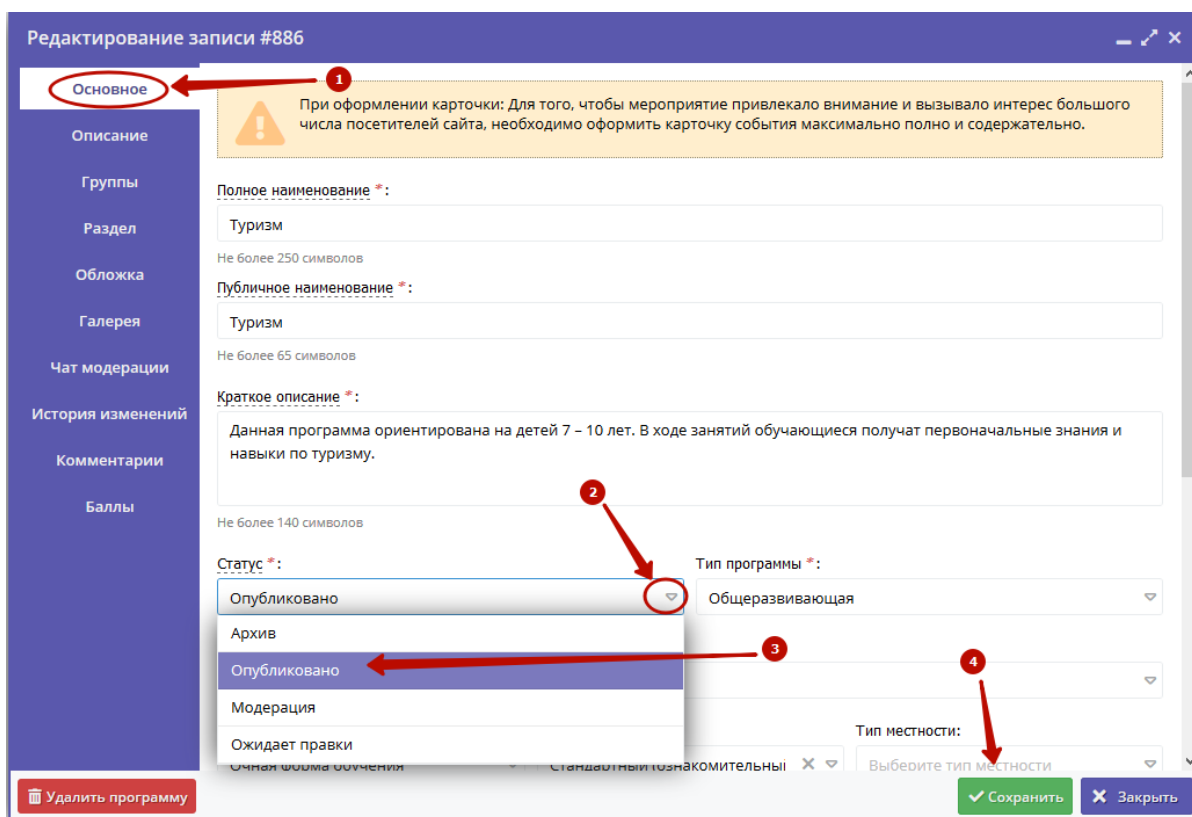 Редактирование записи #886
Основное
1
При оформлении карточки: Для того, чтобы мероприятие привлекало внимание и вызывало интерес большого
числа посетителей сайта, необходимо оформить карточку события максимально полно и содержательно.
Описание
Группы
Раздел
Обложка
Галерея
Чат модерации
История изменений
Комментарии
Баллы
Полное наименование *:
Туризм
Не более 250 символов
Публичное наименование *:
Туризм
Не более 65 символов
Краткое описание *:
Данная программа ориентирована на детей 7 – 10 лет. В ходе занятий обучающиеся получат первоначальные знания и
навыки по туризму.
2
Не более 140 символов
Статус *:
Тип программы *:
Опубликовано
Общеразвивающая
Архив
Опубликовано
3
4
Модерация
Ожидает правки
Тип местности:
Очная форма обучения
Стандартный (ознакомительный
Выберите тип местности
Удалить программу
Сохранить
Закрыть